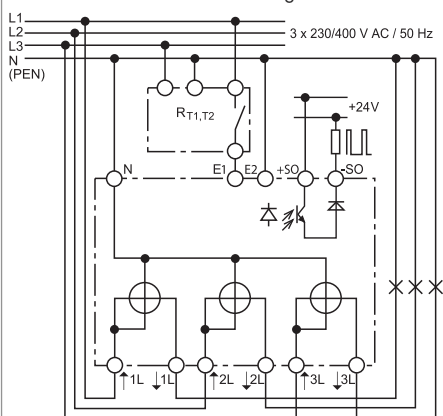 L1
L2
L3
3 x 230/400 V AC / 50 Hz
N
(PEN)
RT1,T2
+24V
N
E1
E2
+SO
-SO
1L
1L
2L
2L
3L
3L